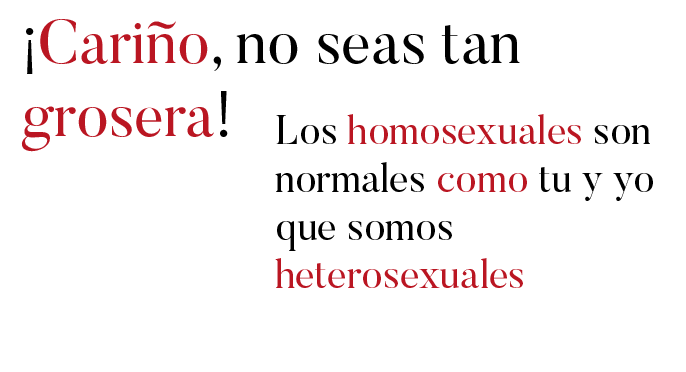 ¡Cariño, no seas tan
grosera!
Los homosexuales son
normales como tu y yo
que somos
heterosexuales